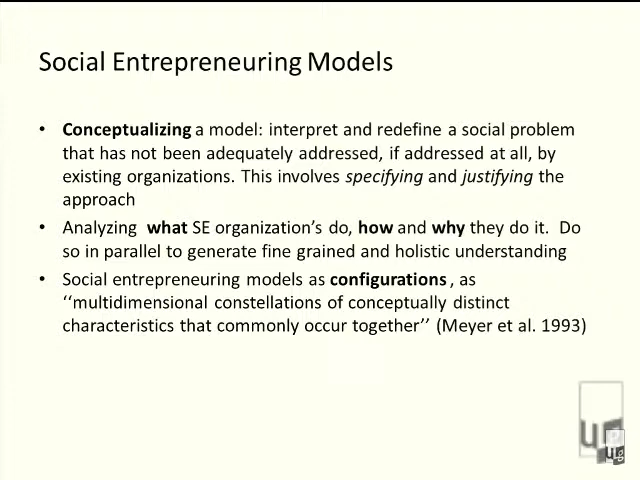 Social Entrepreneuring Models
• Conceptualizing a model: interpret and redefine a social problem
that has not been adequately addressed, if addressed at all, by
existing organizations. This involves specifying and justifying the
approach
• Analyzing what SE organization’s do, how and why they do it. Do
so in parallel to generate fine grained and holistic understanding
• Social entrepreneuring models as configurations , as
‘‘multidimensional constellations of conceptually distinct
characteristics that commonly occur together’’ (Meyer et al. 1993)